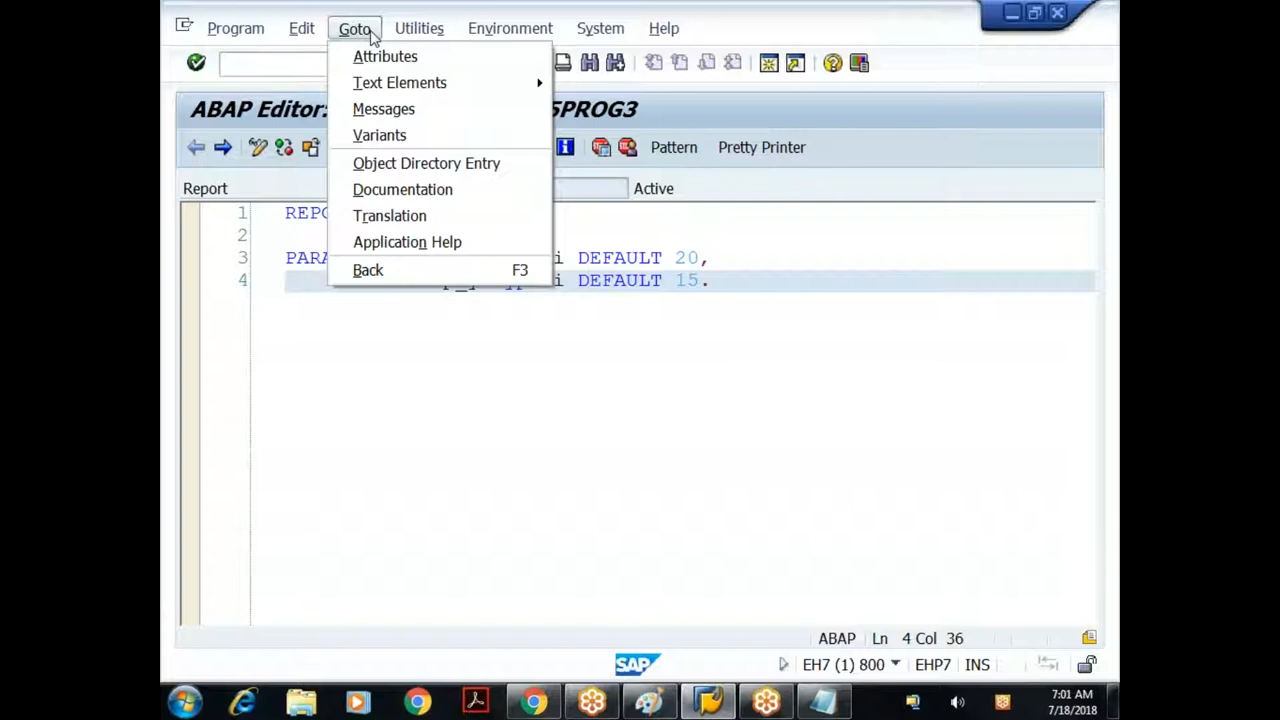 Program Edit Goto Utilities Environment System Help
Attributes
Text Elements
Messages
Variants
Object Directory Entry
Documentation
Translation
Application Help
Back F3
ABAP Editor: 5PROG3
Pattern Pretty Printer
Report Active
1 REPO
2
3 PARA i DEFAULT 20,
4 i DEFAULT 15.
ABAP Ln 4 Col 36
SAP EH7 (1) 800 EHP7 INS
7:01 AM
7/18/2018